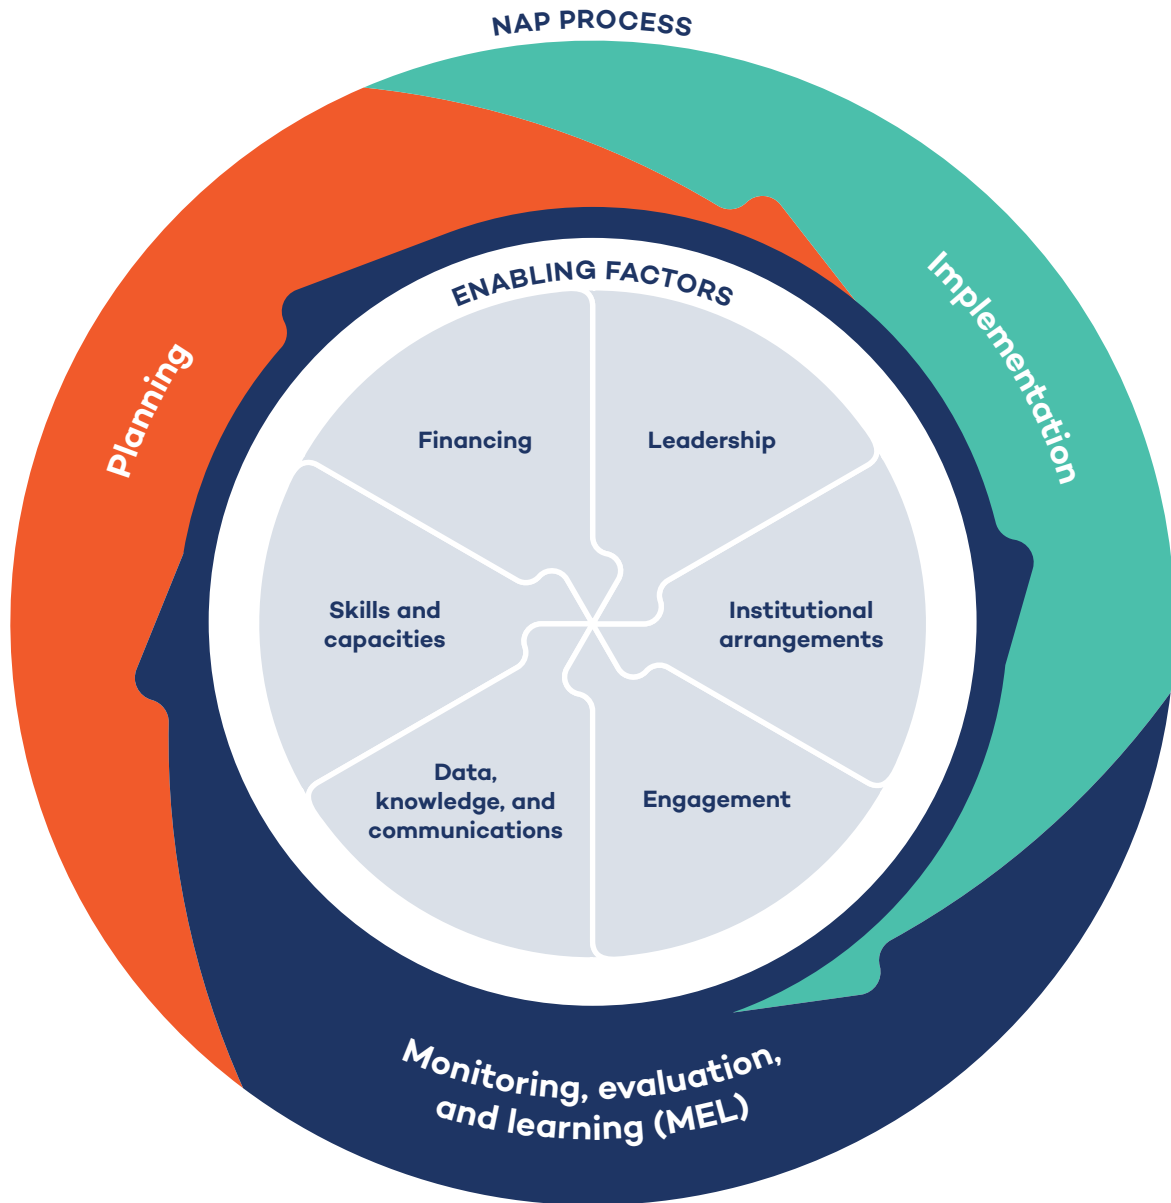 NAP PROCESS
Implementation
Planning
ENABLING FACTORS
Financing
Leadership
Skills and
capacities
Institutional
arrangements
Data,
knowledge, and
communications
Engagement
Monitoring, evaluation,
and learning (MEL)